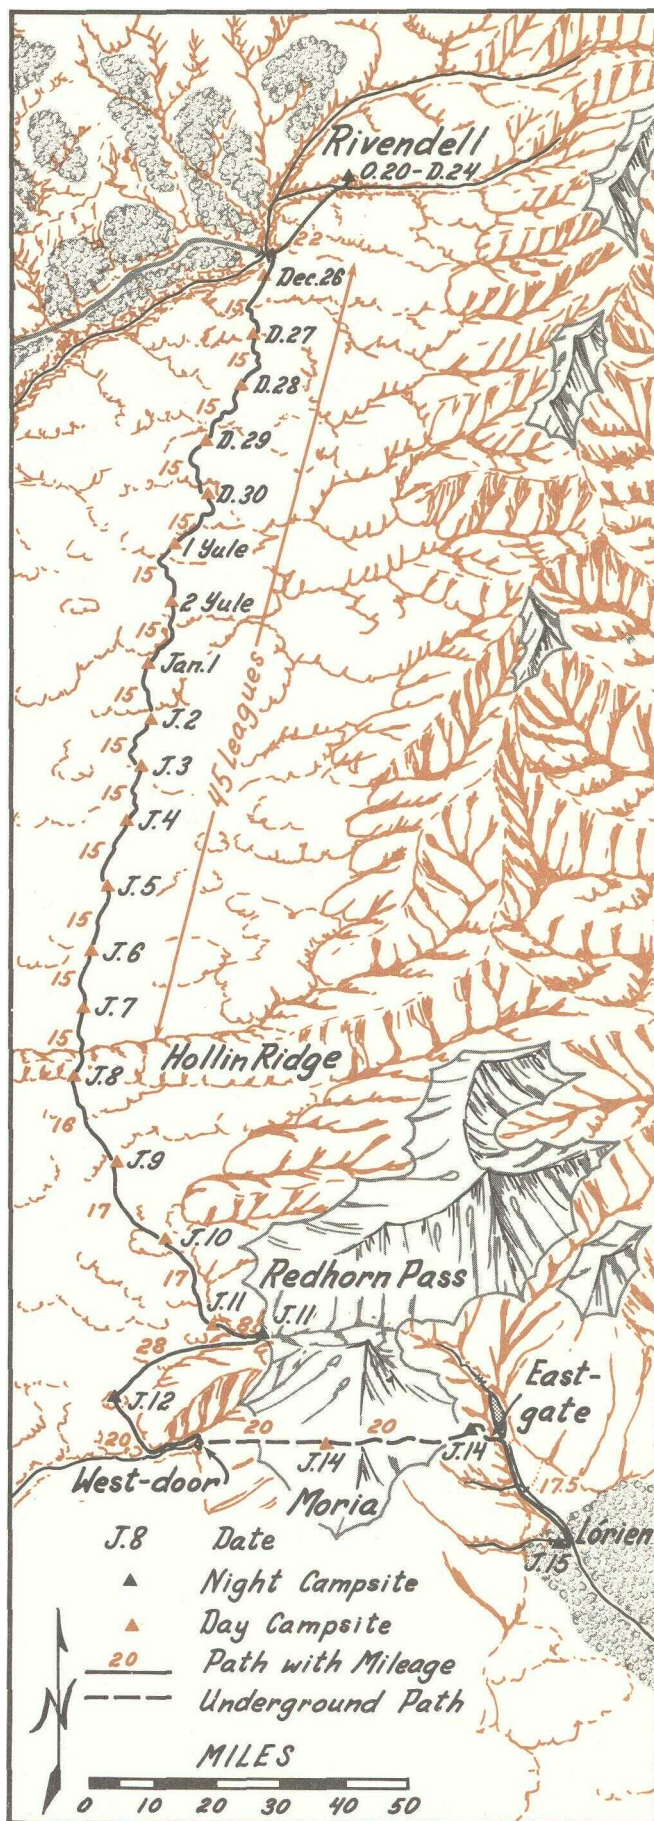 Rivendell
O.20-D.24
22
Dec.26
15
D.27
15
D.28
15
D.29
15
D.30
15
1 Yule
15
2 Yule
15
Jan.1
15
J.2
15
J.3
15
J.4
15
J.5
15
J.6
15
J.7
15
45 Leagues
Hollin Ridge
J.8
16
J.9
17
J.10
17
Redhorn Pass
J.11
J.11
8
28
J.12
East-
gate
20
20
20
J.14
J.14
West-door
Moria
17.5
Lórien
J.15
J.8 Date
Night Campsite
Day Campsite
20 Path with Mileage
Underground Path
N
MILES
0 10 20 30 40 50